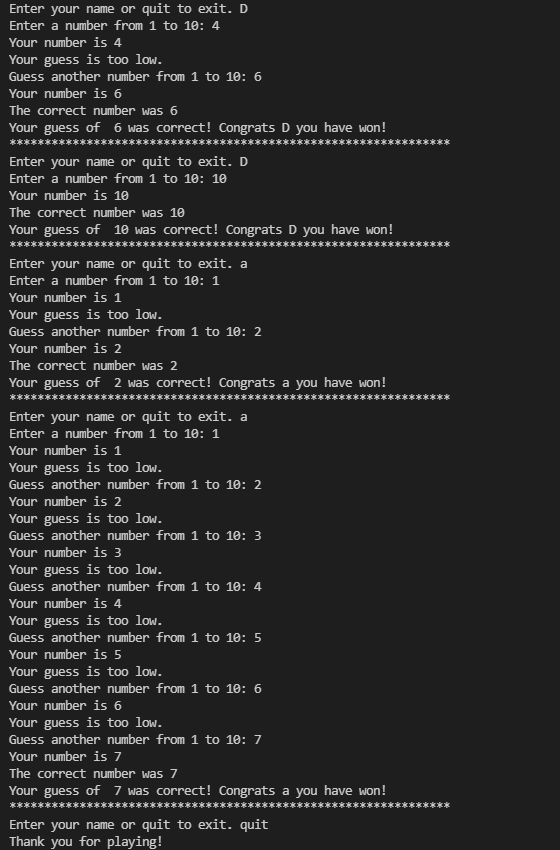 Enter your name or quit to exit. D
Enter a number from 1 to 10: 4
Your number is 4
Your guess is too low.
Guess another number from 1 to 10: 6
Your number is 6
The correct number was 6
Your guess of  6 was correct! Congrats D you have won!
***************************************************************
Enter your name or quit to exit. D
Enter a number from 1 to 10: 10
Your number is 10
The correct number was 10
Your guess of  10 was correct! Congrats D you have won!
***************************************************************
Enter your name or quit to exit. a
Enter a number from 1 to 10: 1
Your number is 1
Your guess is too low.
Guess another number from 1 to 10: 2
Your number is 2
The correct number was 2
Your guess of  2 was correct! Congrats a you have won!
***************************************************************
Enter your name or quit to exit. a
Enter a number from 1 to 10: 1
Your number is 1
Your guess is too low.
Guess another number from 1 to 10: 2
Your number is 2
Your guess is too low.
Guess another number from 1 to 10: 3
Your number is 3
Your guess is too low.
Guess another number from 1 to 10: 4
Your number is 4
Your guess is too low.
Guess another number from 1 to 10: 5
Your number is 5
Your guess is too low.
Guess another number from 1 to 10: 6
Your number is 6
Your guess is too low.
Guess another number from 1 to 10: 7
Your number is 7
The correct number was 7
Your guess of  7 was correct! Congrats a you have won!
***************************************************************
Enter your name or quit to exit. quit
Thank you for playing!